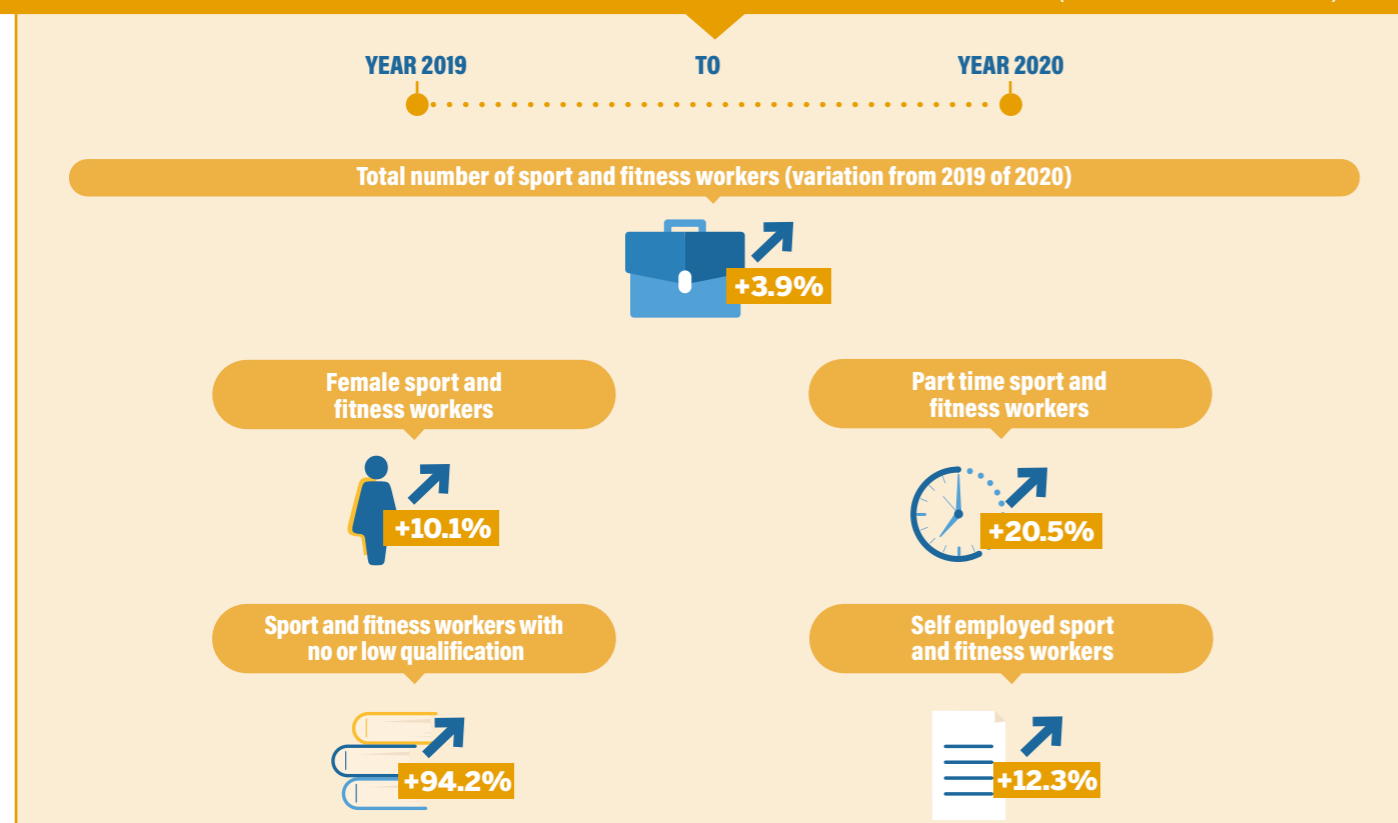 YEAR 2019 TO YEAR 2020
Total number of sport and fitness workers (variation from 2019 of 2020)
+3.9%
Female sport and
fitness workers
+10.1%
Part time sport and
fitness workers
+20.5%
Sport and fitness workers with
no or low qualification
+94.2%
Self employed sport
and fitness workers
+12.3%